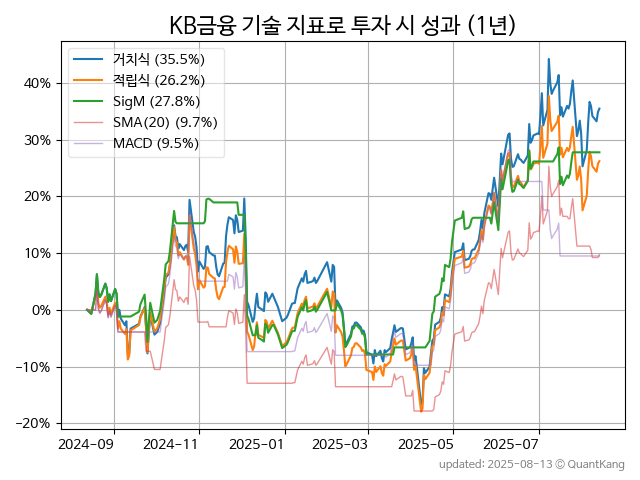 KB금융 기술 지표로 투자 시 성과 (1년)
거치식 (35.5%)
적립식 (26.2%)
SigM (27.8%)
SMA(20) (9.7%)
MACD (9.5%)
40%
30%
20%
10%
0%
−10%
−20%
2024-09 2024-11 2025-01 2025-03 2025-05 2025-07
updated: 2025-08-13 © QuantKang